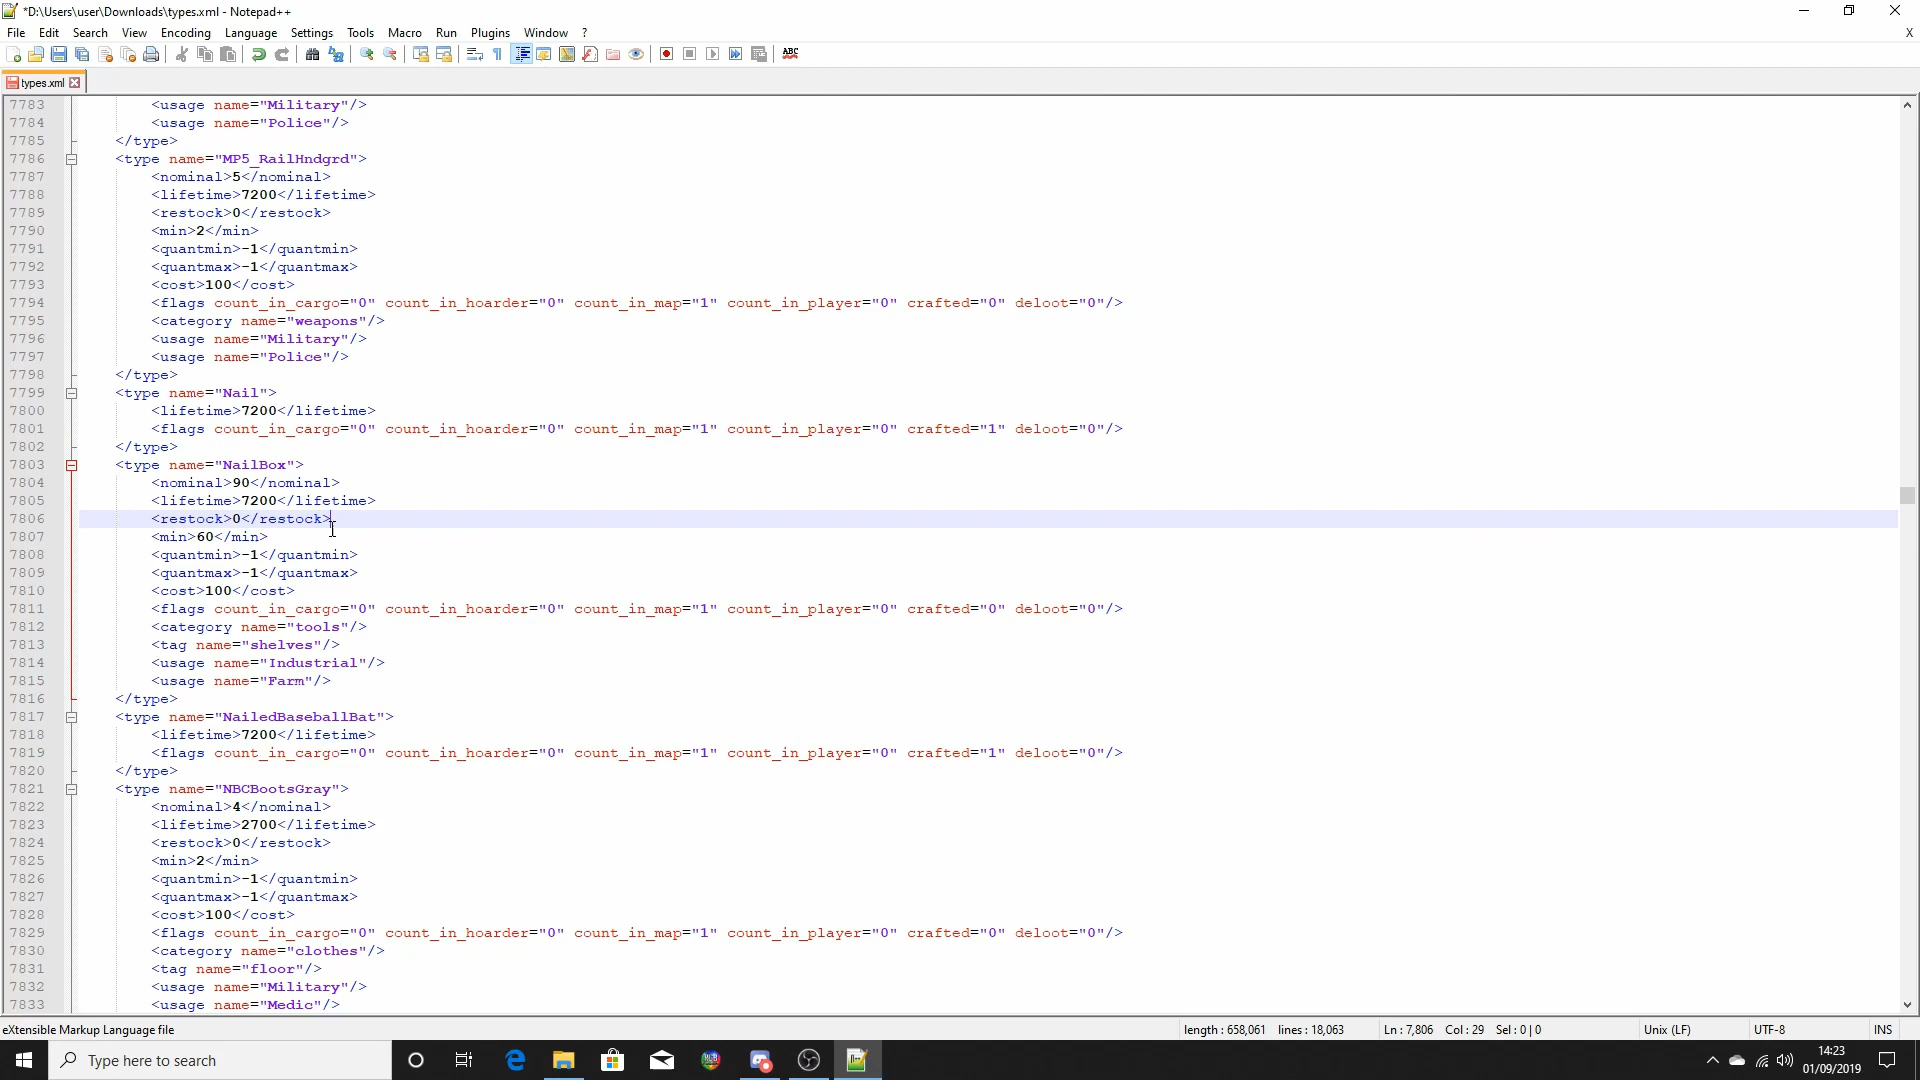 *D:\Users\user\Downloads\types.xml - Notepad++
File Edit Search View Encoding Language Settings Tools Macro Run Plugins Window ? X
ABC
types.xml
7783 <usage name="Military"/>
7784 <usage name="Police"/>
7785 </type>
7786 <type name="MP5_RailHndgrd">
7787 <nominal>5</nominal>
7788 <lifetime>7200</lifetime>
7789 <restock>0</restock>
7790 <min>2</min>
7791 <quantmin>-1</quantmin>
7792 <quantmax>-1</quantmax>
7793 <cost>100</cost>
7794 <flags count_in_cargo="0" count_in_hoarder="0" count_in_map="1" count_in_player="0" crafted="0" deloot="0"/>
7795 <category name="weapons"/>
7796 <usage name="Military"/>
7797 <usage name="Police"/>
7798 </type>
7799 <type name="Nail">
7800 <lifetime>7200</lifetime>
7801 <flags count_in_cargo="0" count_in_hoarder="0" count_in_map="1" count_in_player="0" crafted="1" deloot="0"/>
7802 </type>
7803 <type name="NailBox">
7804 <nominal>90</nominal>
7805 <lifetime>7200</lifetime>
7806 <restock>0</restock>
7807 <min>60</min>
7808 <quantmin>-1</quantmin>
7809 <quantmax>-1</quantmax>
7810 <cost>100</cost>
7811 <flags count_in_cargo="0" count_in_hoarder="0" count_in_map="1" count_in_player="0" crafted="0" deloot="0"/>
7812 <category name="tools"/>
7813 <tag name="shelves"/>
7814 <usage name="Industrial"/>
7815 <usage name="Farm"/>
7816 </type>
7817 <type name="NailedBaseballBat">
7818 <lifetime>7200</lifetime>
7819 <flags count_in_cargo="0" count_in_hoarder="0" count_in_map="1" count_in_player="0" crafted="1" deloot="0"/>
7820 </type>
7821 <type name="NBCBootsGray">
7822 <nominal>4</nominal>
7823 <lifetime>2700</lifetime>
7824 <restock>0</restock>
7825 <min>2</min>
7826 <quantmin>-1</quantmin>
7827 <quantmax>-1</quantmax>
7828 <cost>100</cost>
7829 <flags count_in_cargo="0" count_in_hoarder="0" count_in_map="1" count_in_player="0" crafted="0" deloot="0"/>
7830 <category name="clothes"/>
7831 <tag name="floor"/>
7832 <usage name="Military"/>
7833 <usage name="Medic"/>
eXtensible Markup Language file length : 658,061 lines : 18,063 Ln : 7,806 Col : 29 Sel : 0 | 0 Unix (LF) UTF-8 INS
Type here to search
14:23
01/09/2019